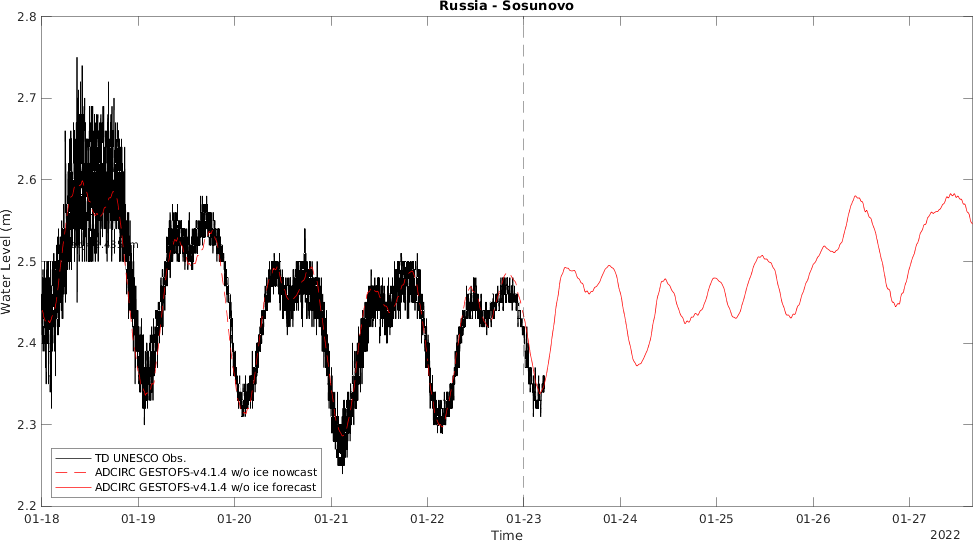 Russia - Sosunovo
2.8
2.7
2.6
2.5
2.4
2.3
2.2
Water Level (m)
TD UNESCO Obs.
ADCIRC GESTOFS-v4.1.4 w/o ice nowcast
ADCIRC GESTOFS-v4.1.4 w/o ice forecast
01-18 01-19 01-20 01-21 01-22 01-23 01-24 01-25 01-26 01-27
Time
2022